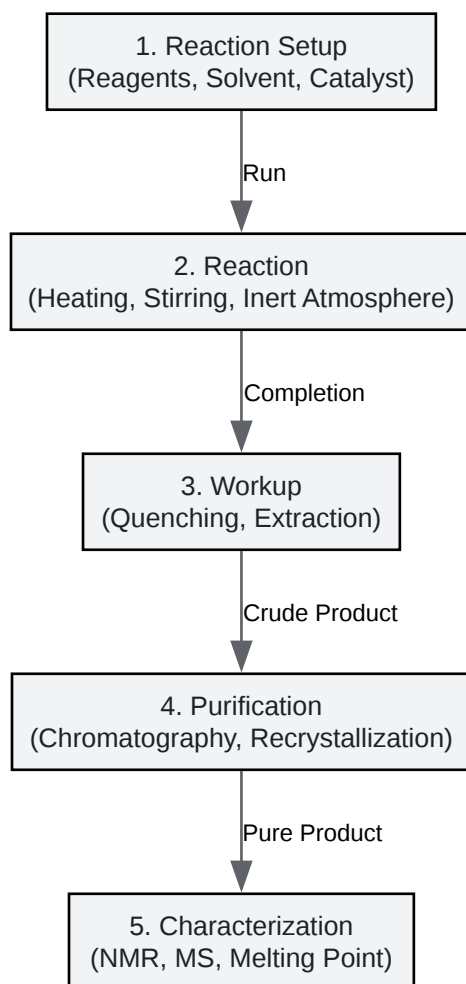 1. Reaction Setup
(Reagents, Solvent, Catalyst)
Run
2. Reaction
(Heating, Stirring, Inert Atmosphere)
Completion
3. Workup
(Quenching, Extraction)
Crude Product
4. Purification
(Chromatography, Recrystallization)
Pure Product
5. Characterization
(NMR, MS, Melting Point)